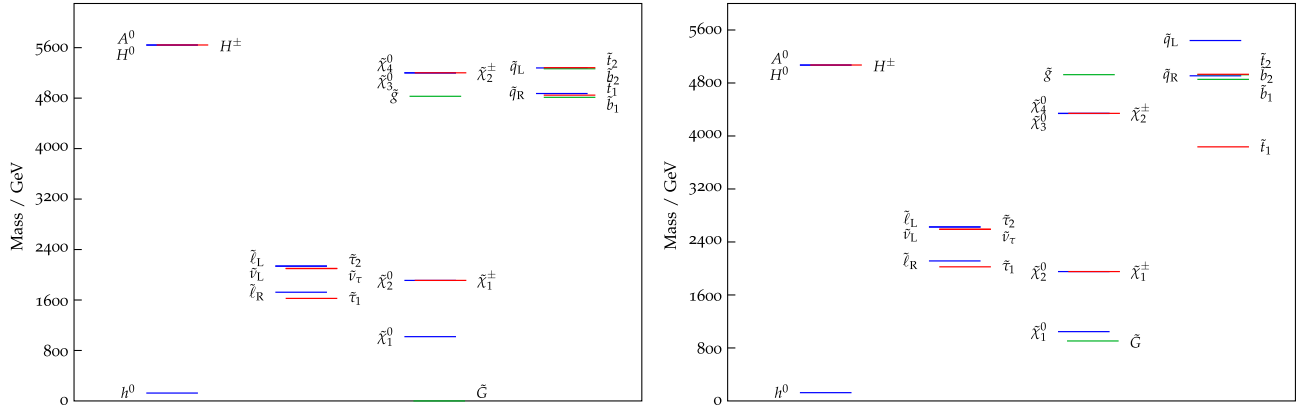 Mass / GeV
5600
4800
4000
3200
2400
1600
800
0
A⁰
H⁰
H±
h⁰
ℓ̃L
ν̃L
ℓ̃R
τ̃2
ν̃τ
τ̃1
χ̃⁰4
χ̃⁰3
g̃
χ̃±2
χ̃⁰2
χ̃±1
χ̃⁰1
G̃
q̃L
q̃R
t̃2
b̃2
t̃1
b̃1
Mass / GeV
5600
4800
4000
3200
2400
1600
800
0
A⁰
H⁰
H±
h⁰
ℓ̃L
ν̃L
ℓ̃R
τ̃2
ν̃τ
τ̃1
g̃
χ̃⁰4
χ̃⁰3
χ̃±2
χ̃⁰2
χ̃±1
χ̃⁰1
G̃
q̃L
q̃R
t̃2
b̃2
b̃1
t̃1